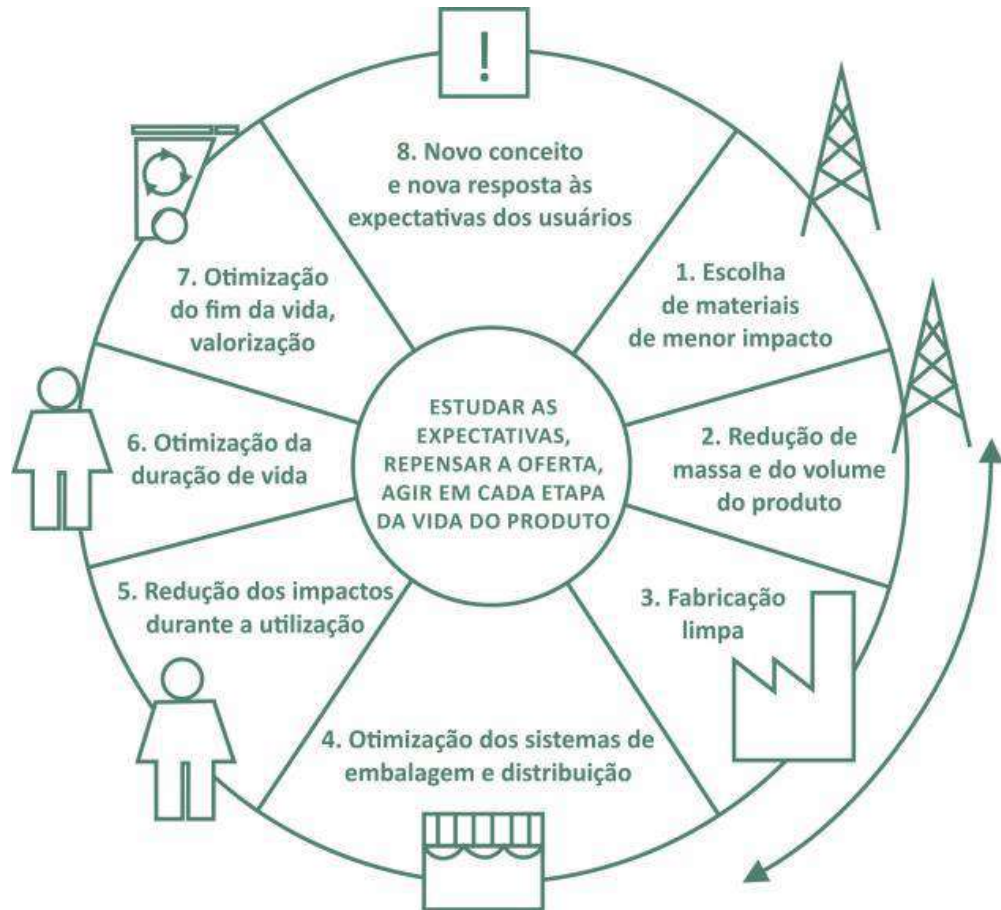 !
8. Novo conceito
e nova resposta às
expectativas dos usuários
1. Escolha
de materiais
de menor impacto
2. Redução de
massa e do volume
do produto
3. Fabricação
limpa
4. Otimização dos sistemas de
embalagem e distribuição
5. Redução dos impactos
durante a utilização
6. Otimização da
duração de vida
7. Otimização
do fim da vida,
valorização
ESTUDAR AS
EXPECTATIVAS,
REPENSAR A OFERTA,
AGIR EM CADA ETAPA
DA VIDA DO PRODUTO